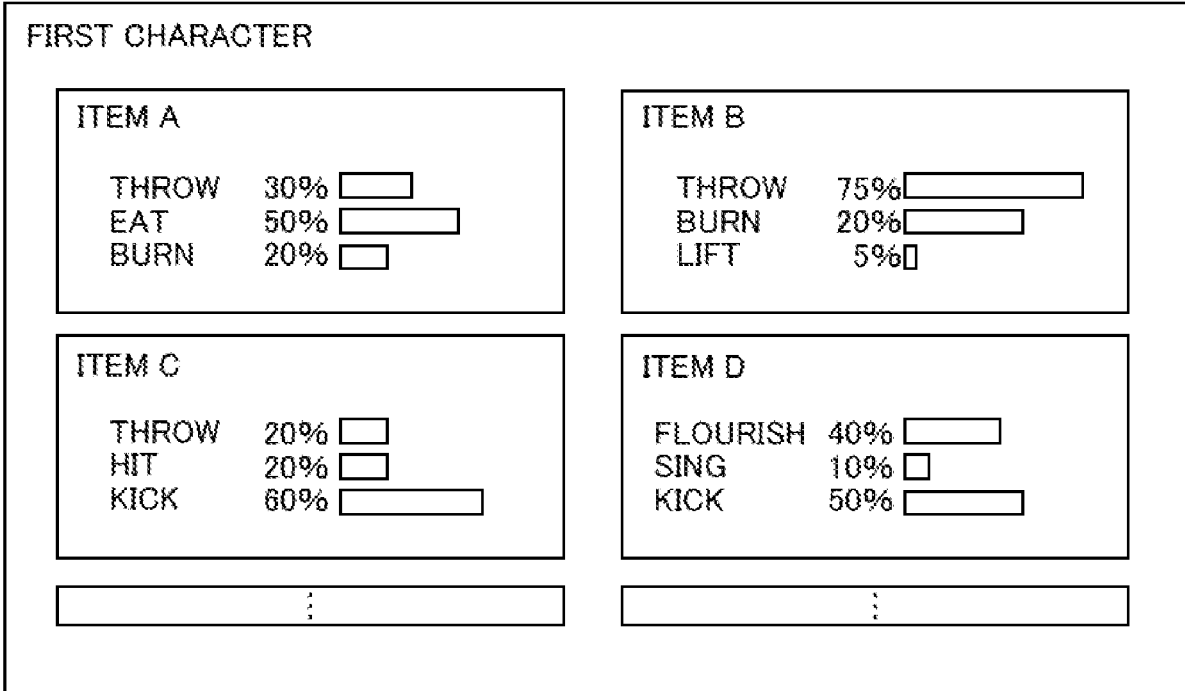 FIRST CHARACTER
ITEM A
THROW 30%
EAT 50%
BURN 20%
ITEM B
THROW 75%
BURN 20%
LIFT 5%
ITEM C
THROW 20%
HIT 20%
KICK 60%
ITEM D
FLOURISH 40%
SING 10%
KICK 50%